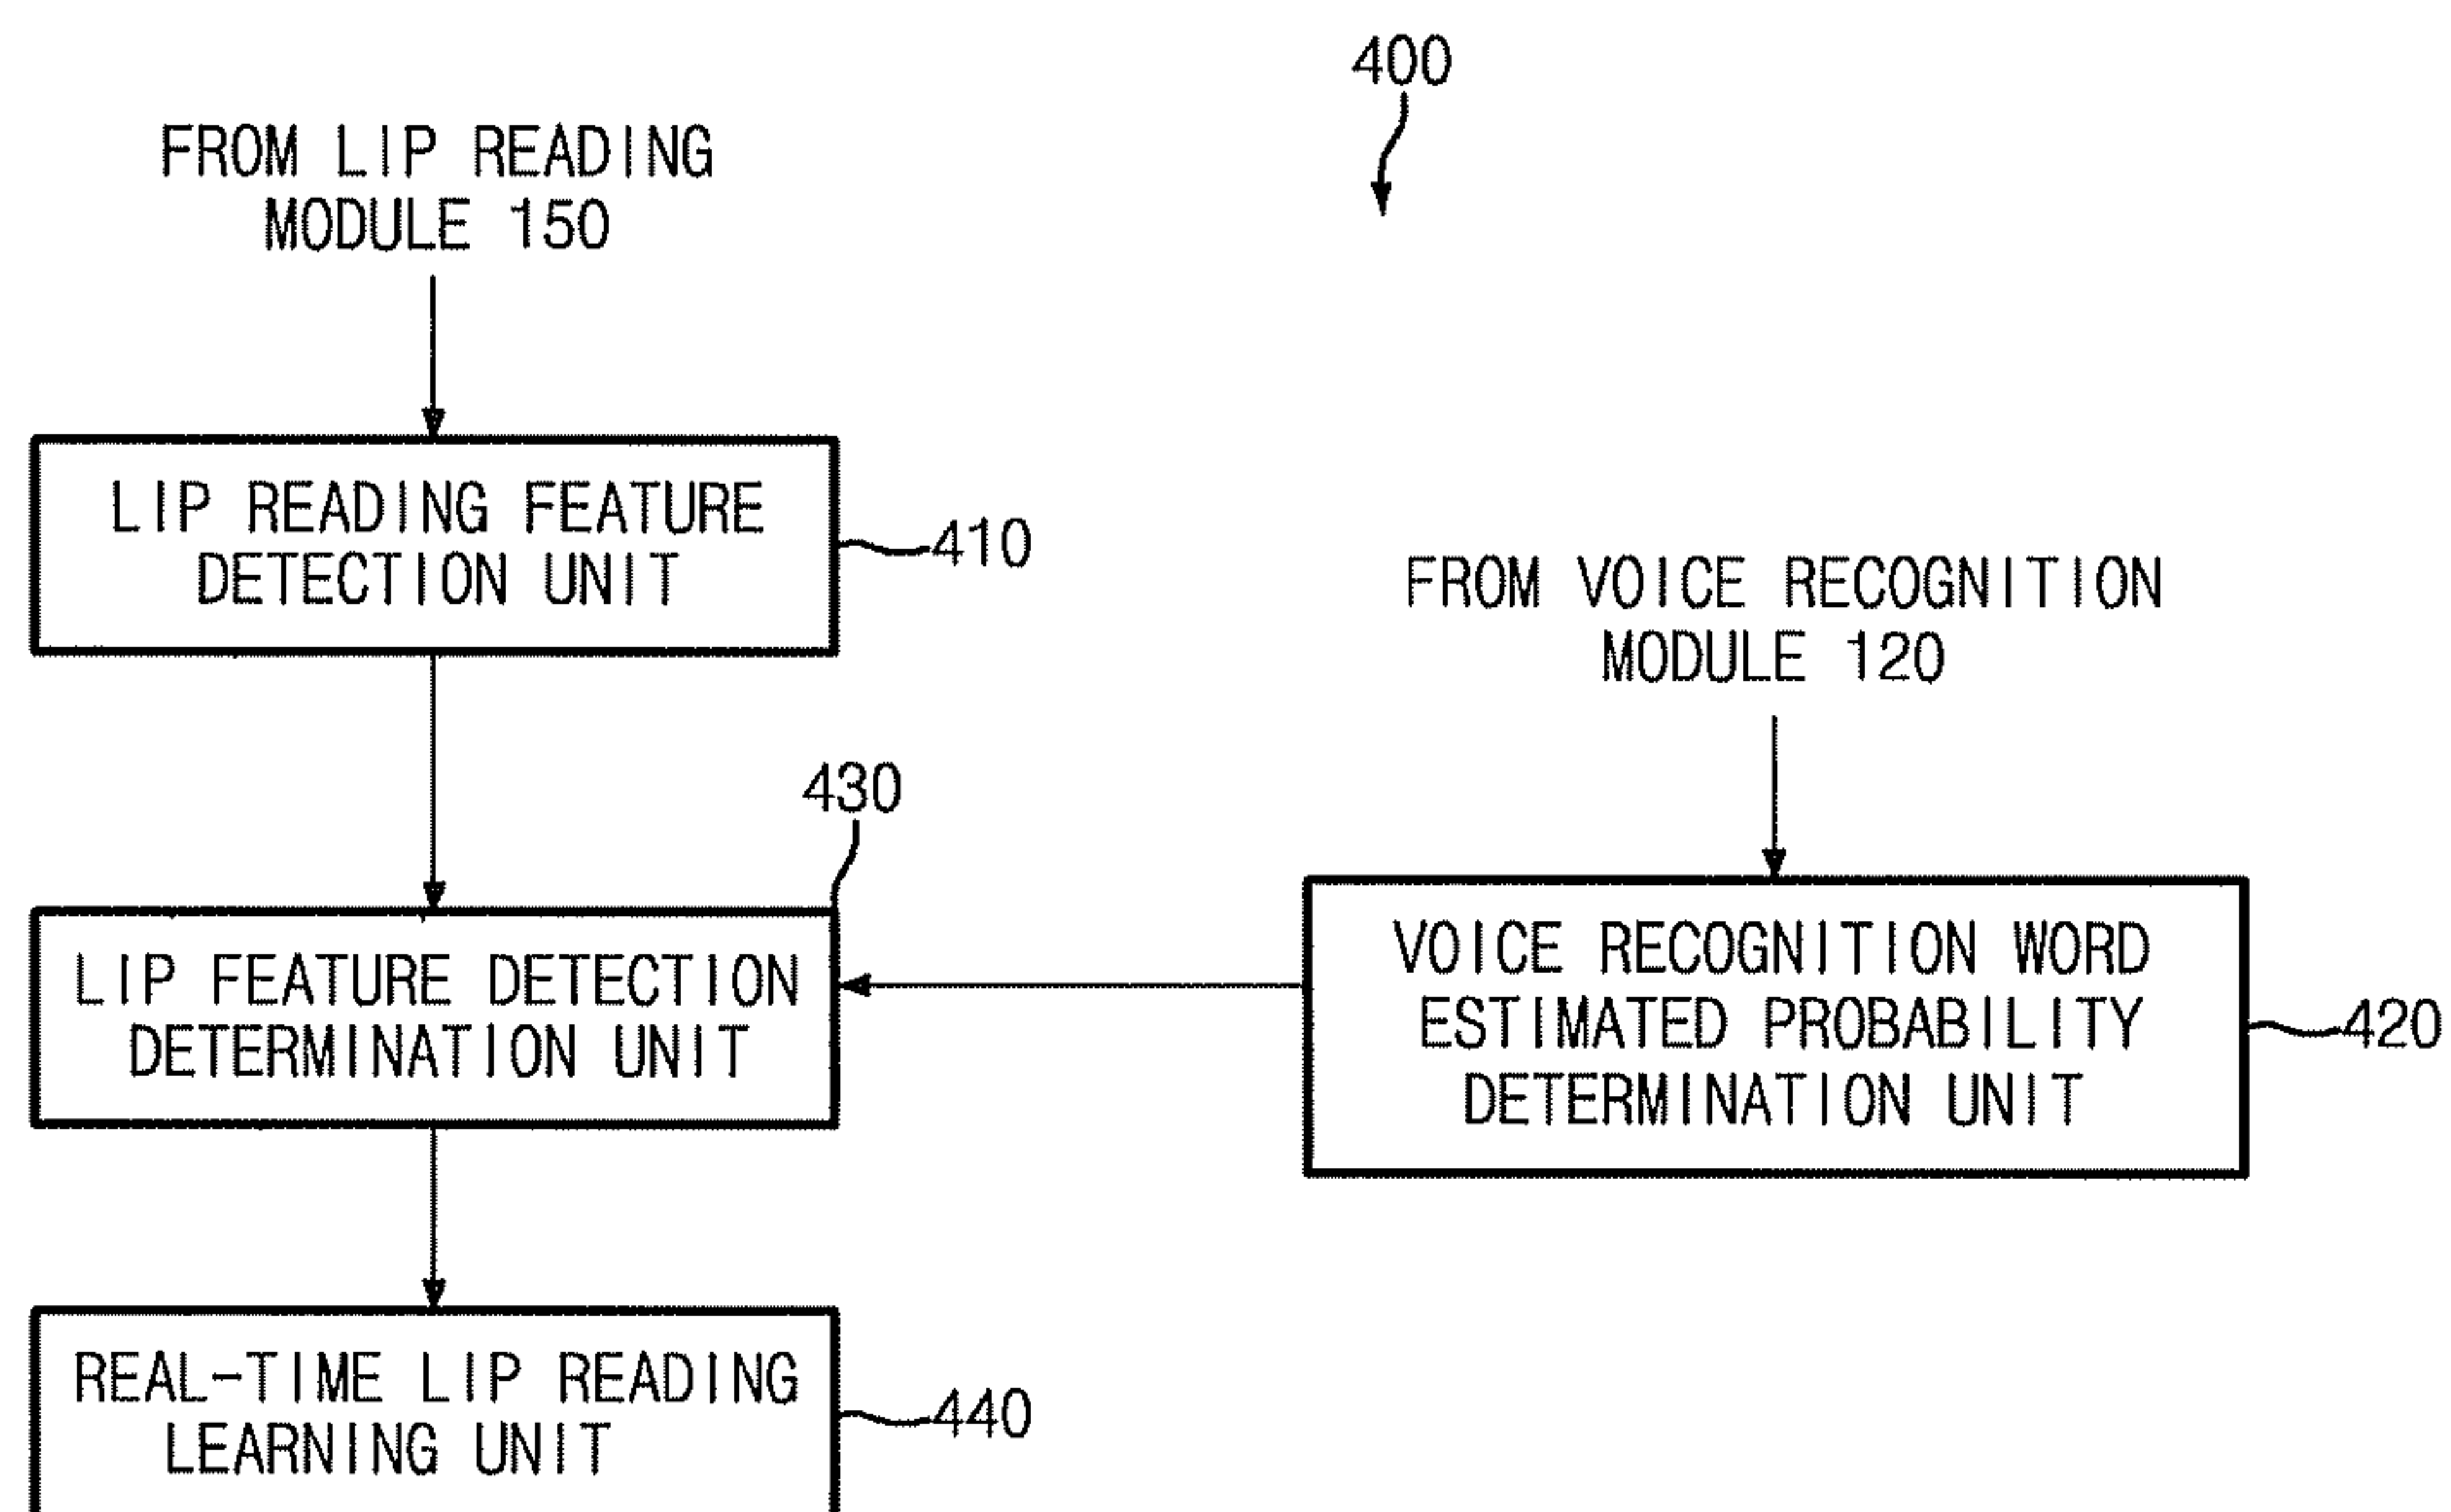 400
FROM LIP READING
MODULE 150
LIP READING FEATURE
DETECTION UNIT
410
FROM VOICE RECOGNITION
MODULE 120
430
LIP FEATURE DETECTION
DETERMINATION UNIT
VOICE RECOGNITION WORD
ESTIMATED PROBABILITY
DETERMINATION UNIT
420
REAL-TIME LIP READING
LEARNING UNIT
440